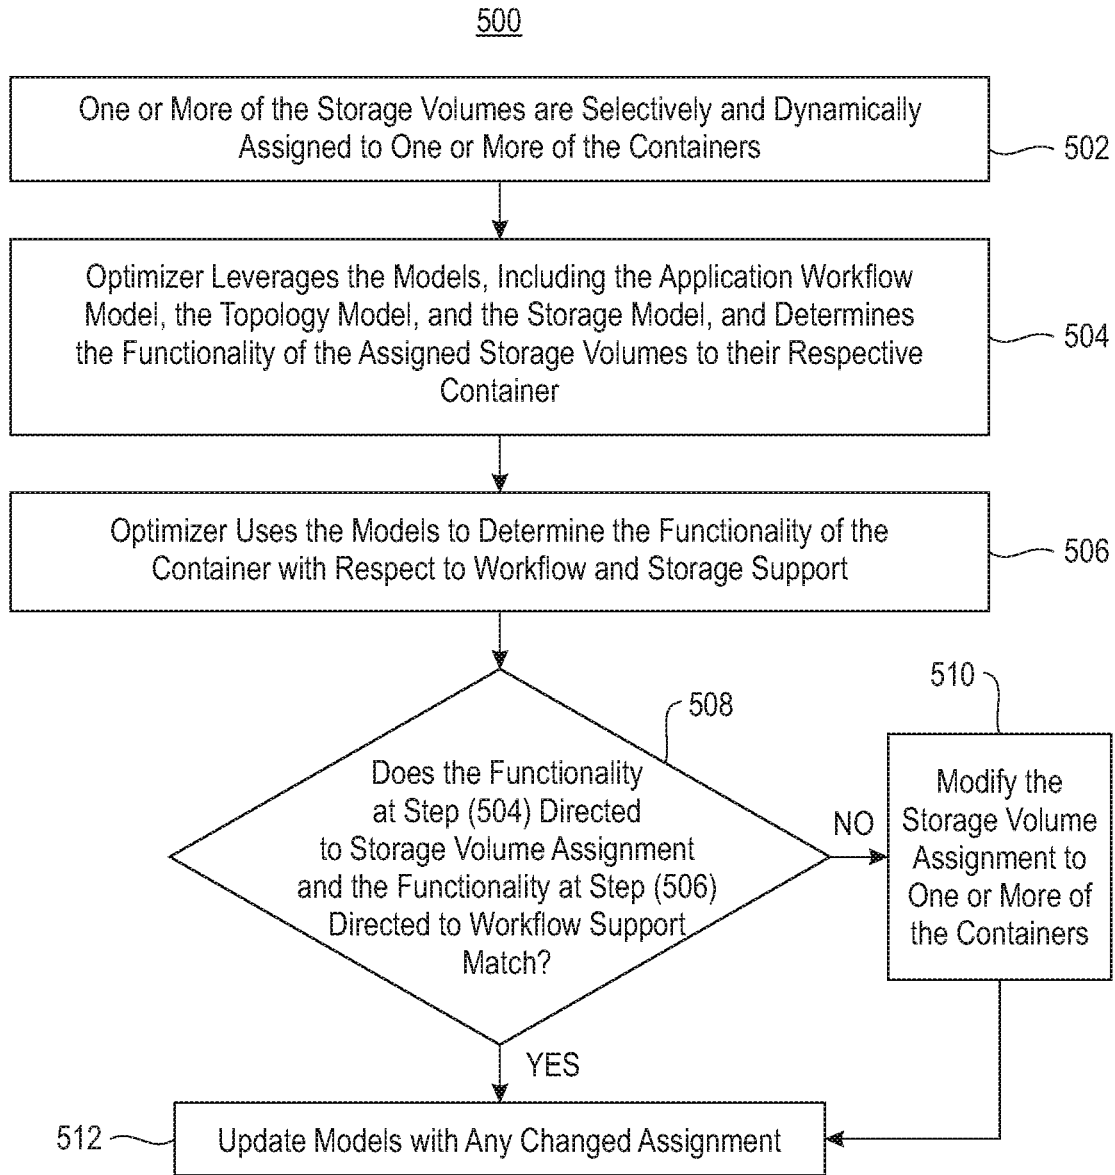 500
One or More of the Storage Volumes are Selectively and Dynamically
Assigned to One or More of the Containers
502
Optimizer Leverages the Models, Including the Application Workflow
Model, the Topology Model, and the Storage Model, and Determines
the Functionality of the Assigned Storage Volumes to their Respective
Container
504
Optimizer Uses the Models to Determine the Functionality of the
Container with Respect to Workflow and Storage Support
506
508
Does the Functionality
at Step (504) Directed
to Storage Volume Assignment
and the Functionality at Step (506)
Directed to Workflow Support
Match?
NO
510
Modify the
Storage Volume
Assignment to
One or More of
the Containers
YES
512
Update Models with Any Changed Assignment